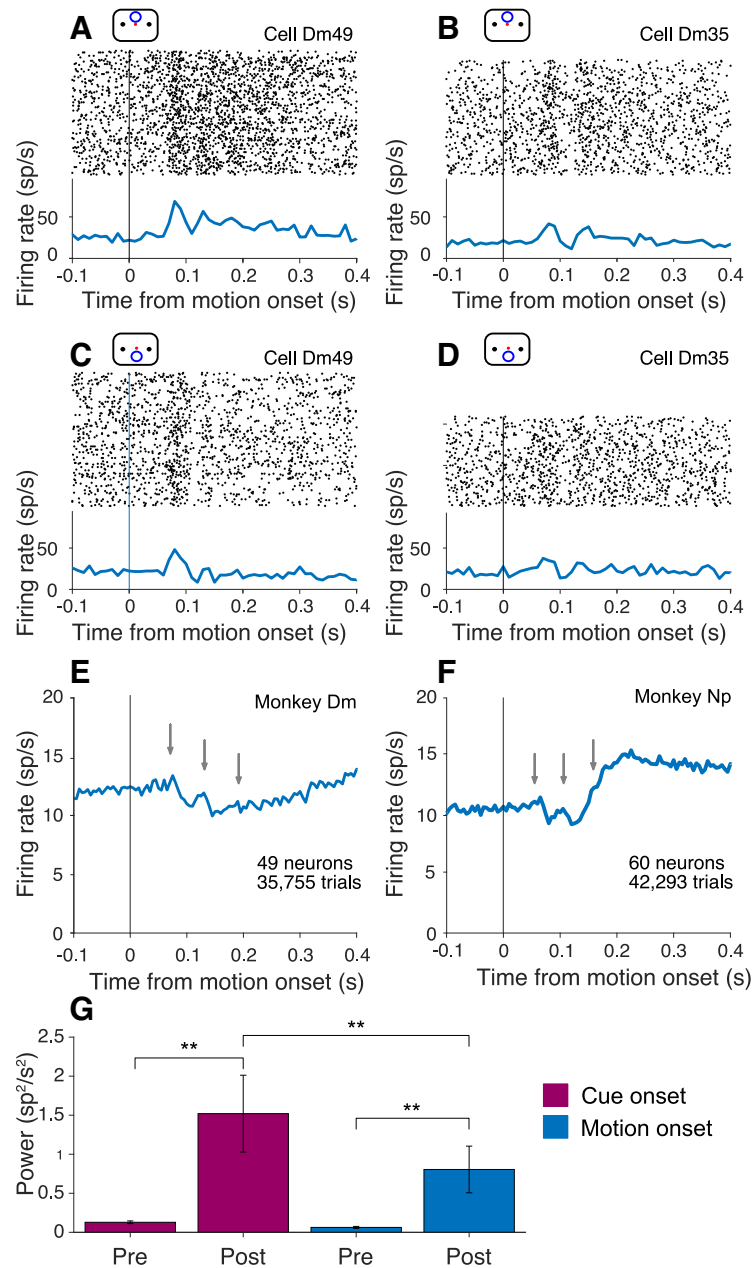 A
Cell Dm49
Firing rate (sp/s)
50
0
-0.1 0 0.1 0.2 0.3 0.4
Time from motion onset (s)
B
Cell Dm35
Firing rate (sp/s)
50
0
-0.1 0 0.1 0.2 0.3 0.4
Time from motion onset (s)
C
Cell Dm49
Firing rate (sp/s)
50
0
-0.1 0 0.1 0.2 0.3 0.4
Time from motion onset (s)
D
Cell Dm35
Firing rate (sp/s)
50
0
-0.1 0 0.1 0.2 0.3 0.4
Time from motion onset (s)
E
Monkey Dm
Firing rate (sp/s)
20
15
10
5
0
49 neurons
35,755 trials
-0.1 0 0.1 0.2 0.3 0.4
Time from motion onset (s)
F
Monkey Np
Firing rate (sp/s)
20
15
10
5
0
60 neurons
42,293 trials
-0.1 0 0.1 0.2 0.3 0.4
Time from motion onset (s)
G
Power (sp²/s²)
2.5
2
1.5
1
0.5
0
**
**
**
Pre Post Pre Post
Cue onset
Motion onset